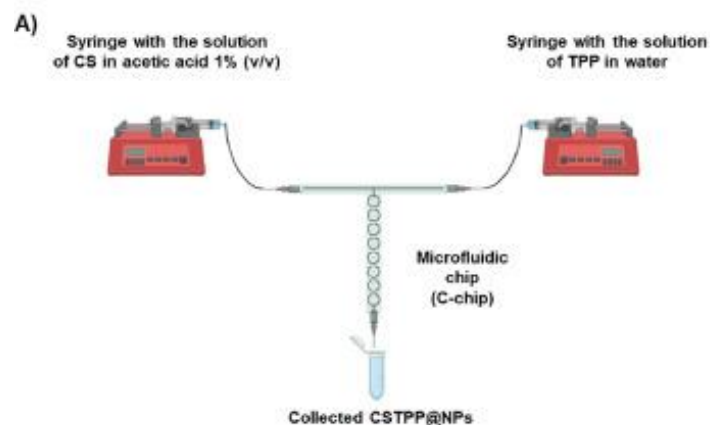 A)
Syringe with the solution
of CS in acetic acid 1% (v/v)
Syringe with the solution
of TPP in water
Microfluidic
chip
(C-chip)
Collected CSTPP@NPs